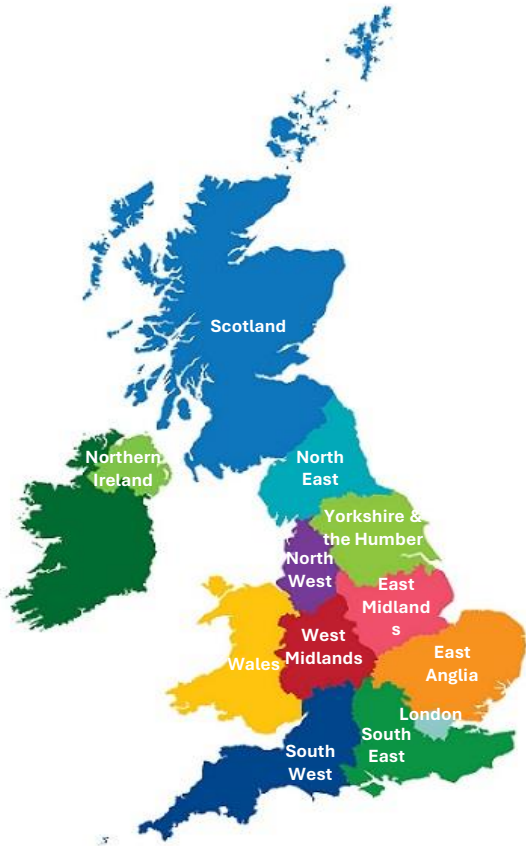 Scotland
Northern
Ireland
North
East
Yorkshire &
the Humber
North
West
East
Midland
s
West
Midlands
Wales
East
Anglia
London
South
East
South
West